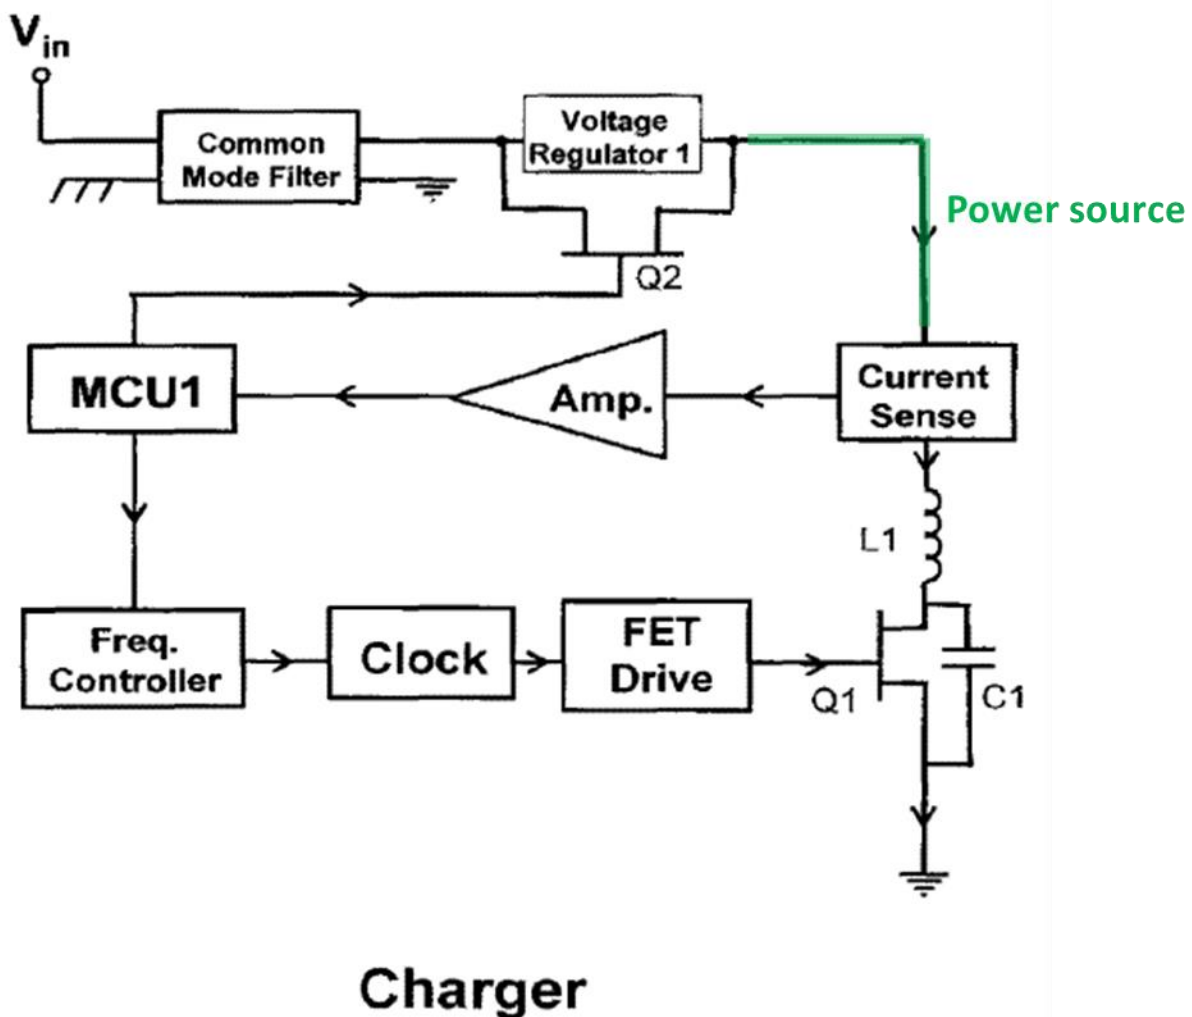 Vin
Common
Mode Filter
Voltage
Regulator 1
Power source
Q2
MCU1
Amp.
Current
Sense
L1
Freq.
Controller
Clock
FET
Drive
Q1
C1
Charger